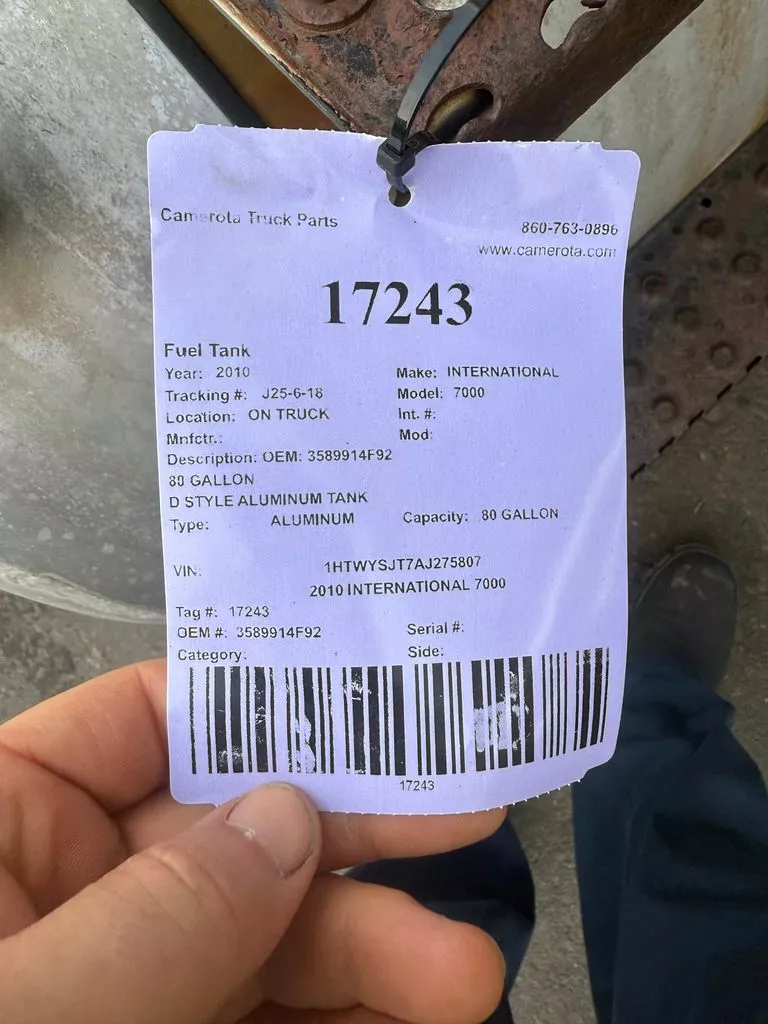 Camerota Truck Parts
860-763-0896
www.camerota.com
17243
Fuel Tank
Year: 2010 Make: INTERNATIONAL
Tracking #: J25-6-18 Model: 7000
Location: ON TRUCK Int. #:
Mnfctr.: Mod:
Description: OEM: 3589914F92
80 GALLON
D STYLE ALUMINUM TANK
Type: ALUMINUM Capacity: 80 GALLON
VIN: 1HTWYSJT7AJ275807
2010 INTERNATIONAL 7000
Tag #: 17243
OEM #: 3589914F92 Serial #:
Category: Side:
17243